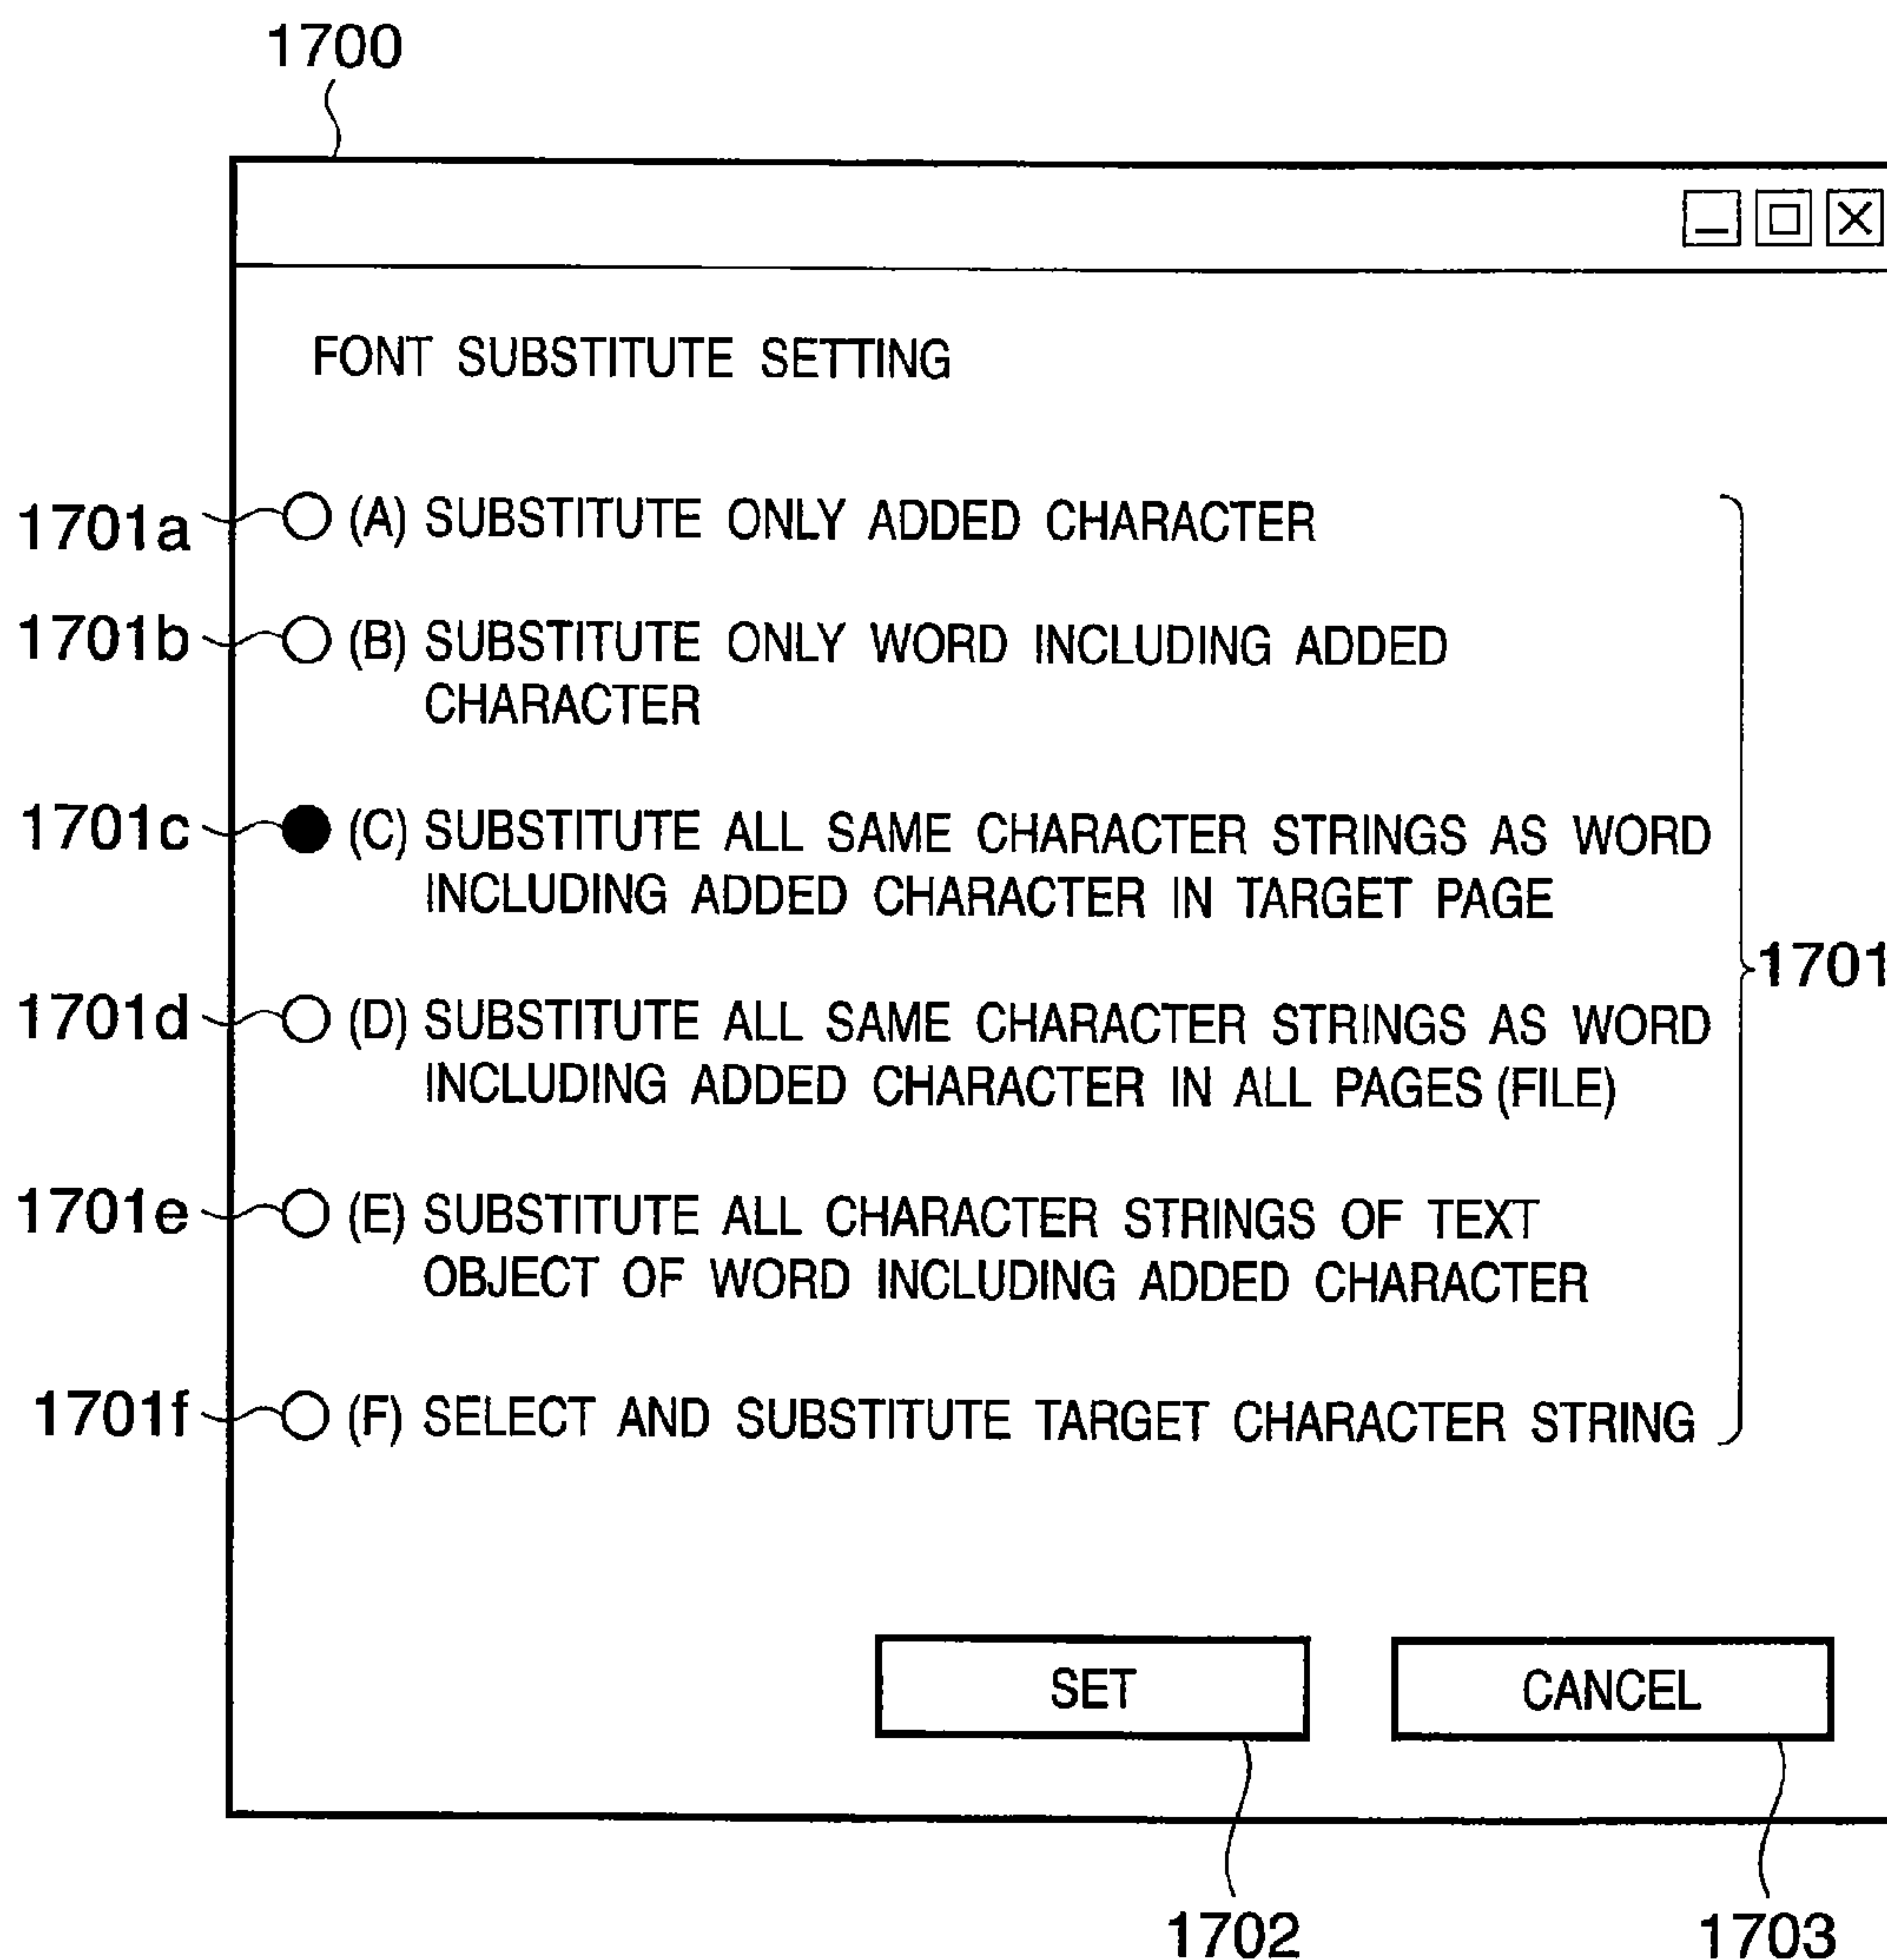 1700
FONT SUBSTITUTE SETTING
1701a (A) SUBSTITUTE ONLY ADDED CHARACTER
1701b (B) SUBSTITUTE ONLY WORD INCLUDING ADDED
CHARACTER
1701c (C) SUBSTITUTE ALL SAME CHARACTER STRINGS AS WORD
INCLUDING ADDED CHARACTER IN TARGET PAGE
1701
1701d (D) SUBSTITUTE ALL SAME CHARACTER STRINGS AS WORD
INCLUDING ADDED CHARACTER IN ALL PAGES (FILE)
1701e (E) SUBSTITUTE ALL CHARACTER STRINGS OF TEXT
OBJECT OF WORD INCLUDING ADDED CHARACTER
1701f (F) SELECT AND SUBSTITUTE TARGET CHARACTER STRING
SET CANCEL
1702 1703